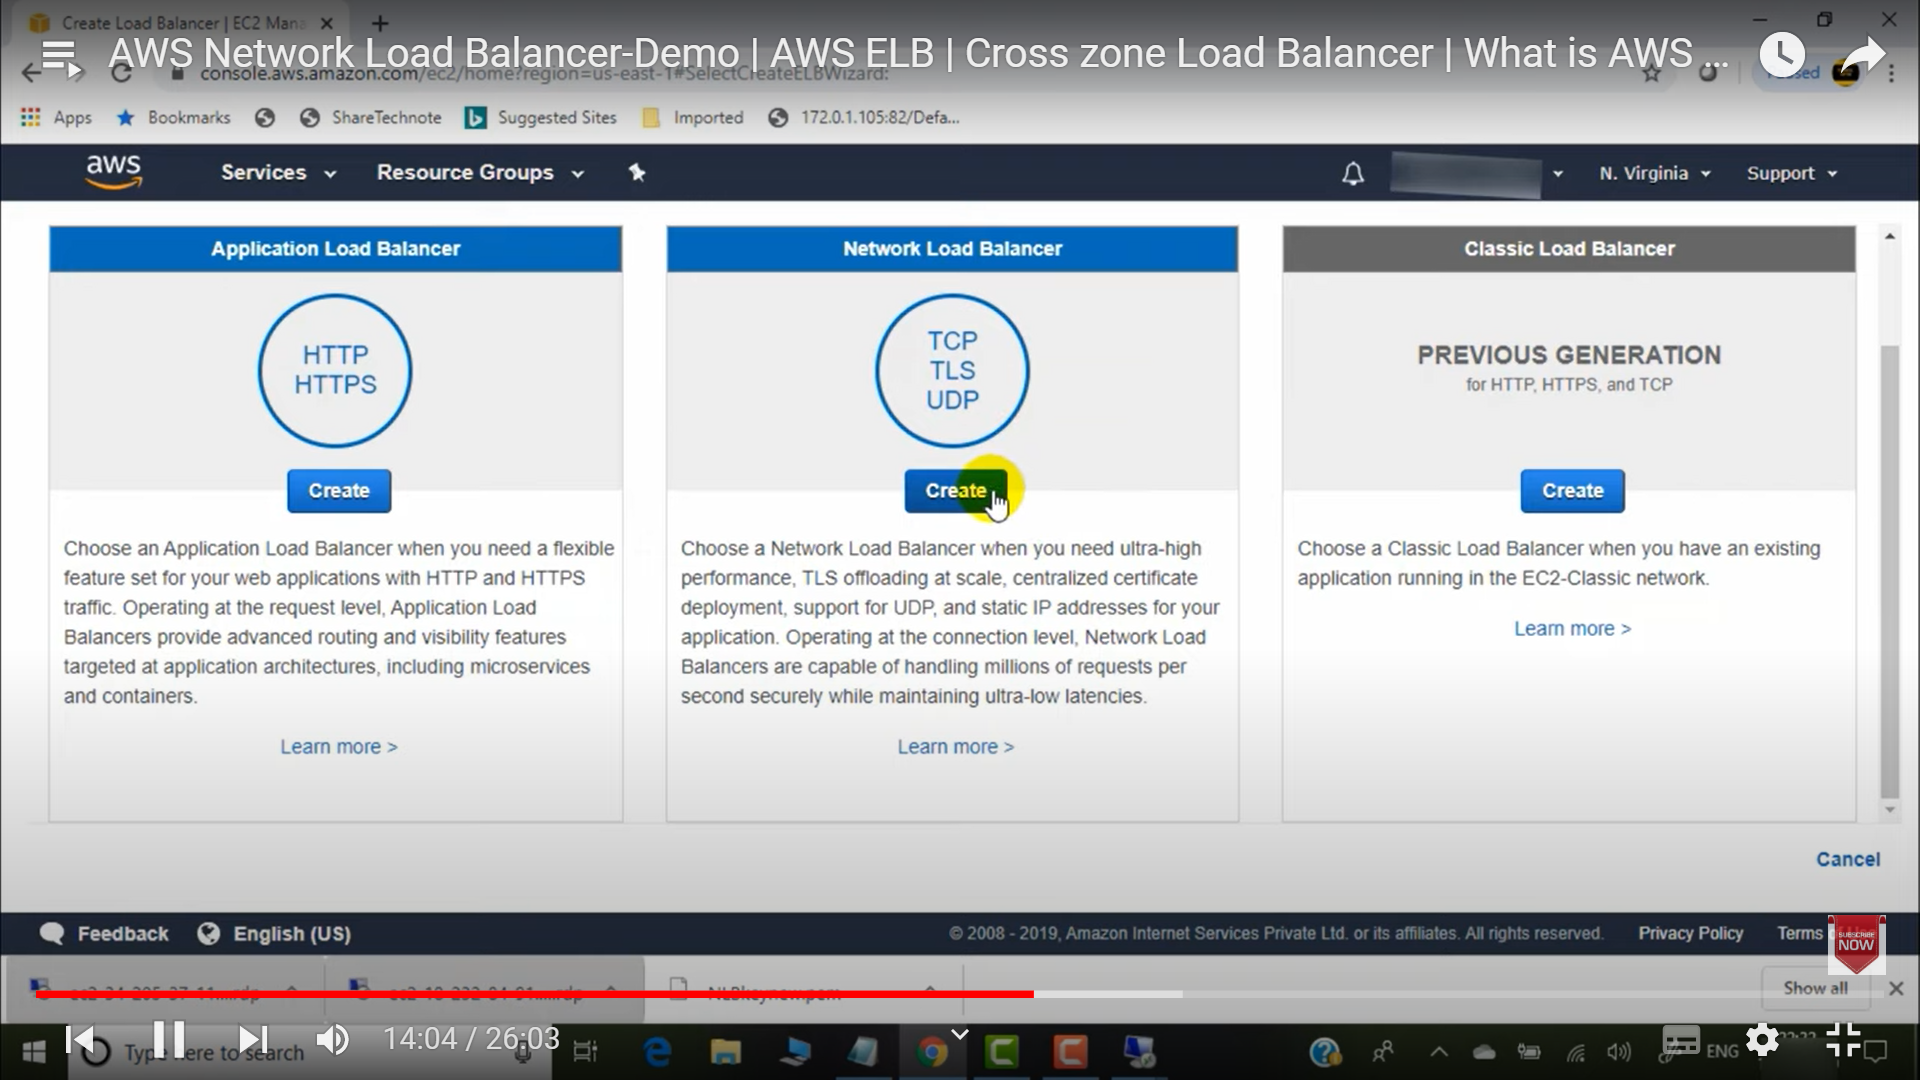 Create Load Balancer | EC2 Mana
AWS Network Load Balancer-Demo | AWS ELB | Cross zone Load Balancer | What is AWS ...
console.aws.amazon.com/ec2/home?region=us-east-1#SelectCreateELBWizard:
Apps
Bookmarks
ShareTechnote
Suggested Sites
Imported
172.0.1.105:82/Defa...
aws
Services
Resource Groups
N. Virginia
Support
Application Load Balancer
HTTP
HTTPS
Create
Choose an Application Load Balancer when you need a flexible
feature set for your web applications with HTTP and HTTPS
traffic. Operating at the request level, Application Load
Balancers provide advanced routing and visibility features
targeted at application architectures, including microservices
and containers.
Learn more >
Network Load Balancer
TCP
TLS
UDP
Create
Choose a Network Load Balancer when you need ultra-high
performance, TLS offloading at scale, centralized certificate
deployment, support for UDP, and static IP addresses for your
application. Operating at the connection level, Network Load
Balancers are capable of handling millions of requests per
second securely while maintaining ultra-low latencies.
Learn more >
Classic Load Balancer
PREVIOUS GENERATION
for HTTP, HTTPS, and TCP
Create
Choose a Classic Load Balancer when you have an existing
application running in the EC2-Classic network.
Learn more >
Cancel
Feedback
English (US)
© 2008 - 2019, Amazon Internet Services Private Ltd. or its affiliates. All rights reserved.
Privacy Policy
Terms
SUBSCRIBE
NOW
Show all
14:04 / 26:03
Type here to search
ENG